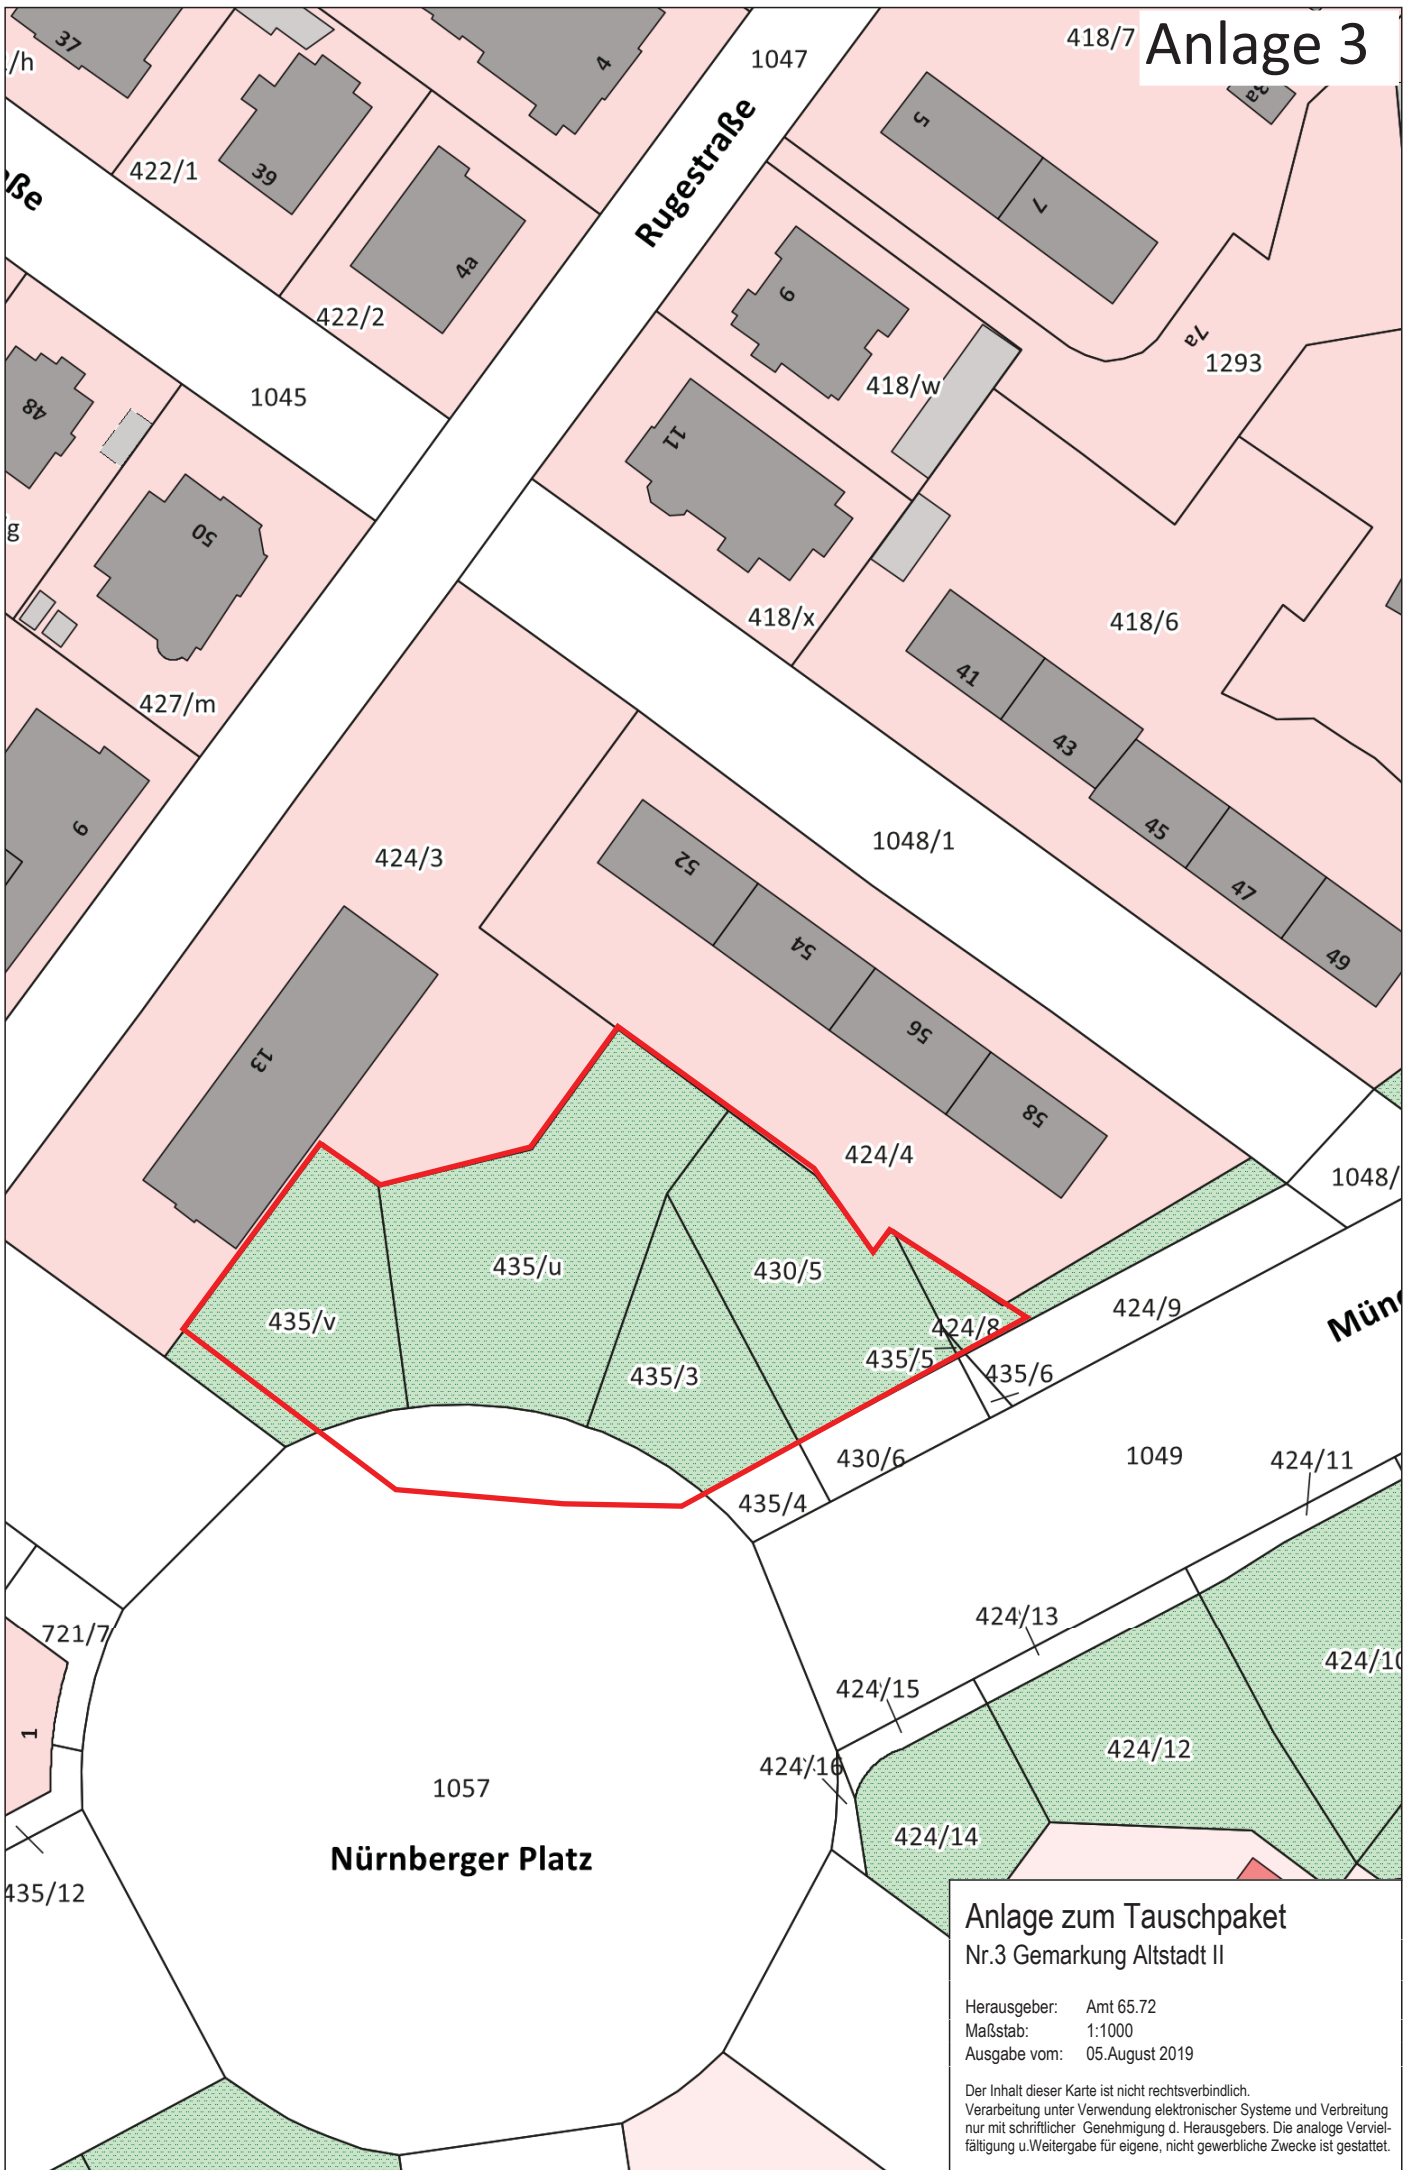 Anlage 3
37
/h
4
1047
418/7
3a
5
422/1
39
Rugestraße
7
ße
4a
422/2
9
7a
1293
1045
418/w
48
11
50
g
418/x
418/6
41
427/m
43
9
45
1048/1
424/3
52
47
54
49
13
56
58
424/4
1048/
435/u
430/5
435/v
424/9
424/8
Münc
435/5
435/3
435/6
430/6
1049
424/11
435/4
424/13
721/7
424/10
424/15
1
424/12
424/16
1057
424/14
Nürnberger Platz
435/12
Anlage zum Tauschpaket
Nr.3 Gemarkung Altstadt II
Herausgeber: Amt 65.72
Maßstab: 1:1000
Ausgabe vom: 05.August 2019
Der Inhalt dieser Karte ist nicht rechtsverbindlich.
Verarbeitung unter Verwendung elektronischer Systeme und Verbreitung
nur mit schriftlicher Genehmigung d. Herausgebers. Die analoge Verviel-
fältigung u.Weitergabe für eigene, nicht gewerbliche Zwecke ist gestattet.